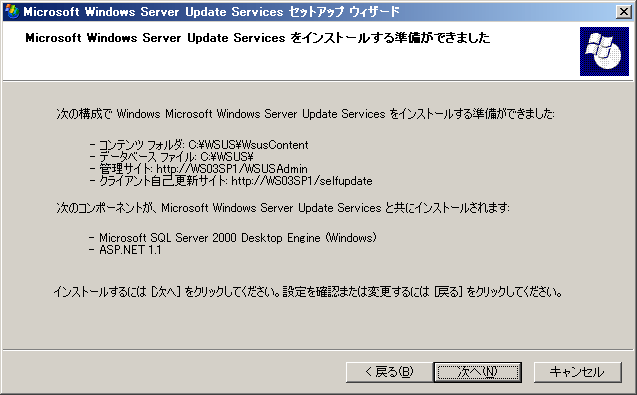 Microsoft Windows Server Update Services セットアップ ウィザード
Microsoft Windows Server Update Services をインストールする準備ができました
次の構成で Windows Microsoft Windows Server Update Services をインストールする準備ができました:
- コンテンツ フォルダ: C:¥WSUS¥WsusContent
- データベース ファイル: C:¥WSUS¥
- 管理サイト: http://WS03SP1/WSUSAdmin
- クライアント自己更新サイト: http://WS03SP1/selfupdate
次のコンポーネントが、Microsoft Windows Server Update Services と共にインストールされます:
- Microsoft SQL Server 2000 Desktop Engine (Windows)
- ASP.NET 1.1
インストールするには [次へ] をクリックしてください。設定を確認または変更するには [戻る] をクリックしてください。
< 戻る(B) 次へ(N) キャンセル